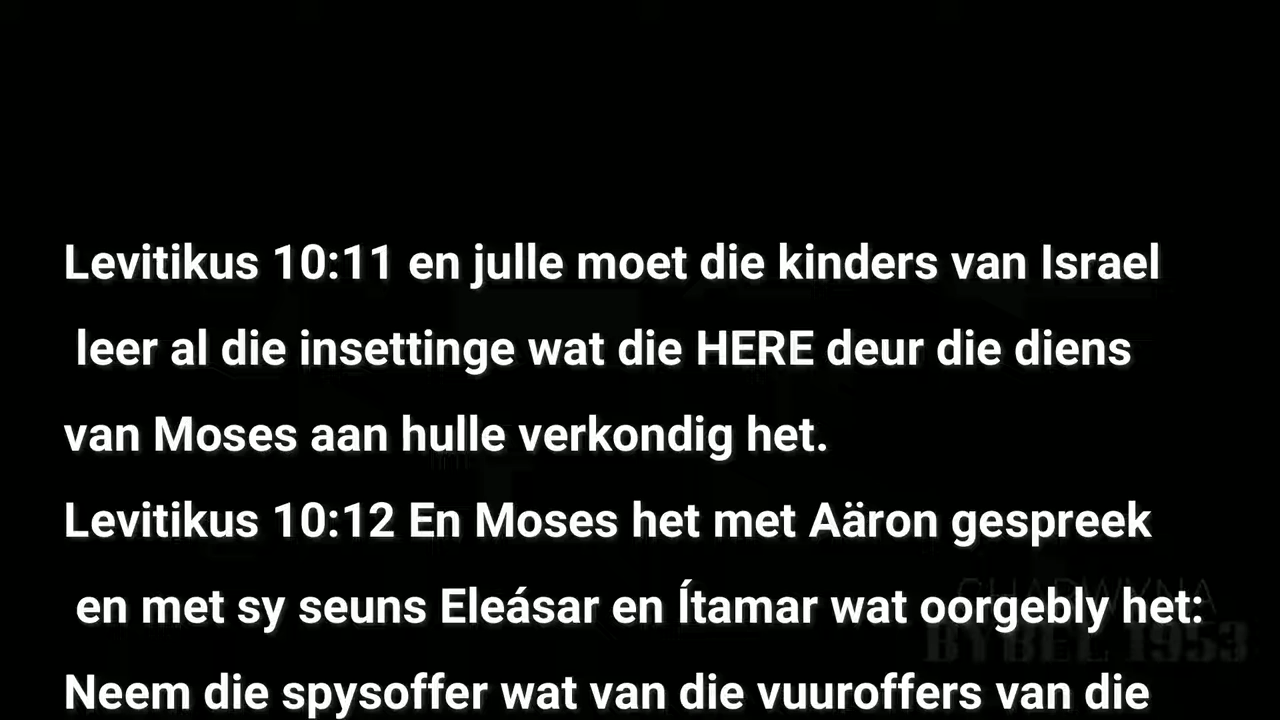 Levitikus 10:11 en julle moet die kinders van Israel
leer al die insettinge wat die HERE deur die diens
van Moses aan hulle verkondig het.
Levitikus 10:12 En Moses het met Aäron gespreek
en met sy seuns Eleásar en Ítamar wat oorgebly het:
Neem die spysoffer wat van die vuuroffers van die
BYBEL 1953